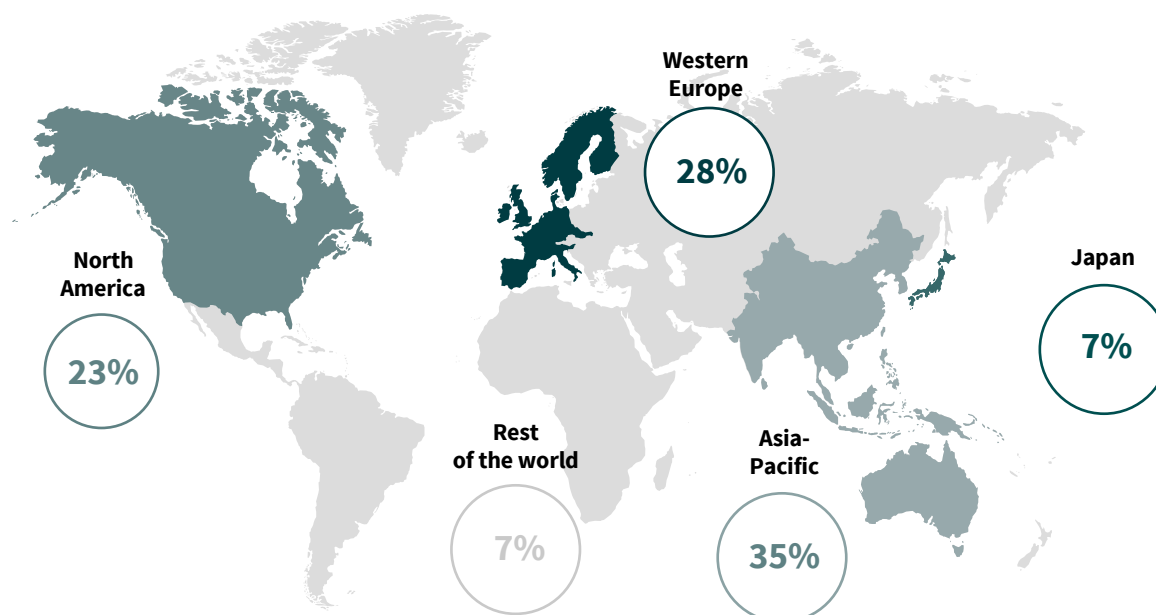 Western
Europe
28%
North
America
23%
Japan
7%
Rest
of the world
7%
Asia-
Pacific
35%